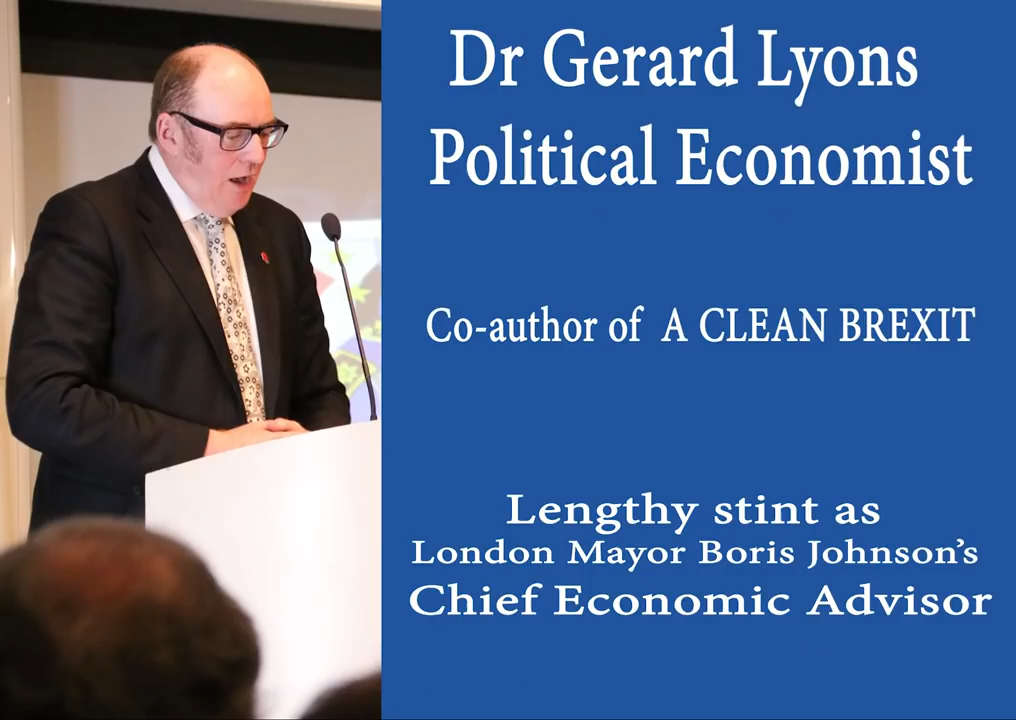 Dr Gerard Lyons
Political Economist
Co-author of A CLEAN BREXIT
Lengthy stint as
London Mayor Boris Johnson's
Chief Economic Advisor